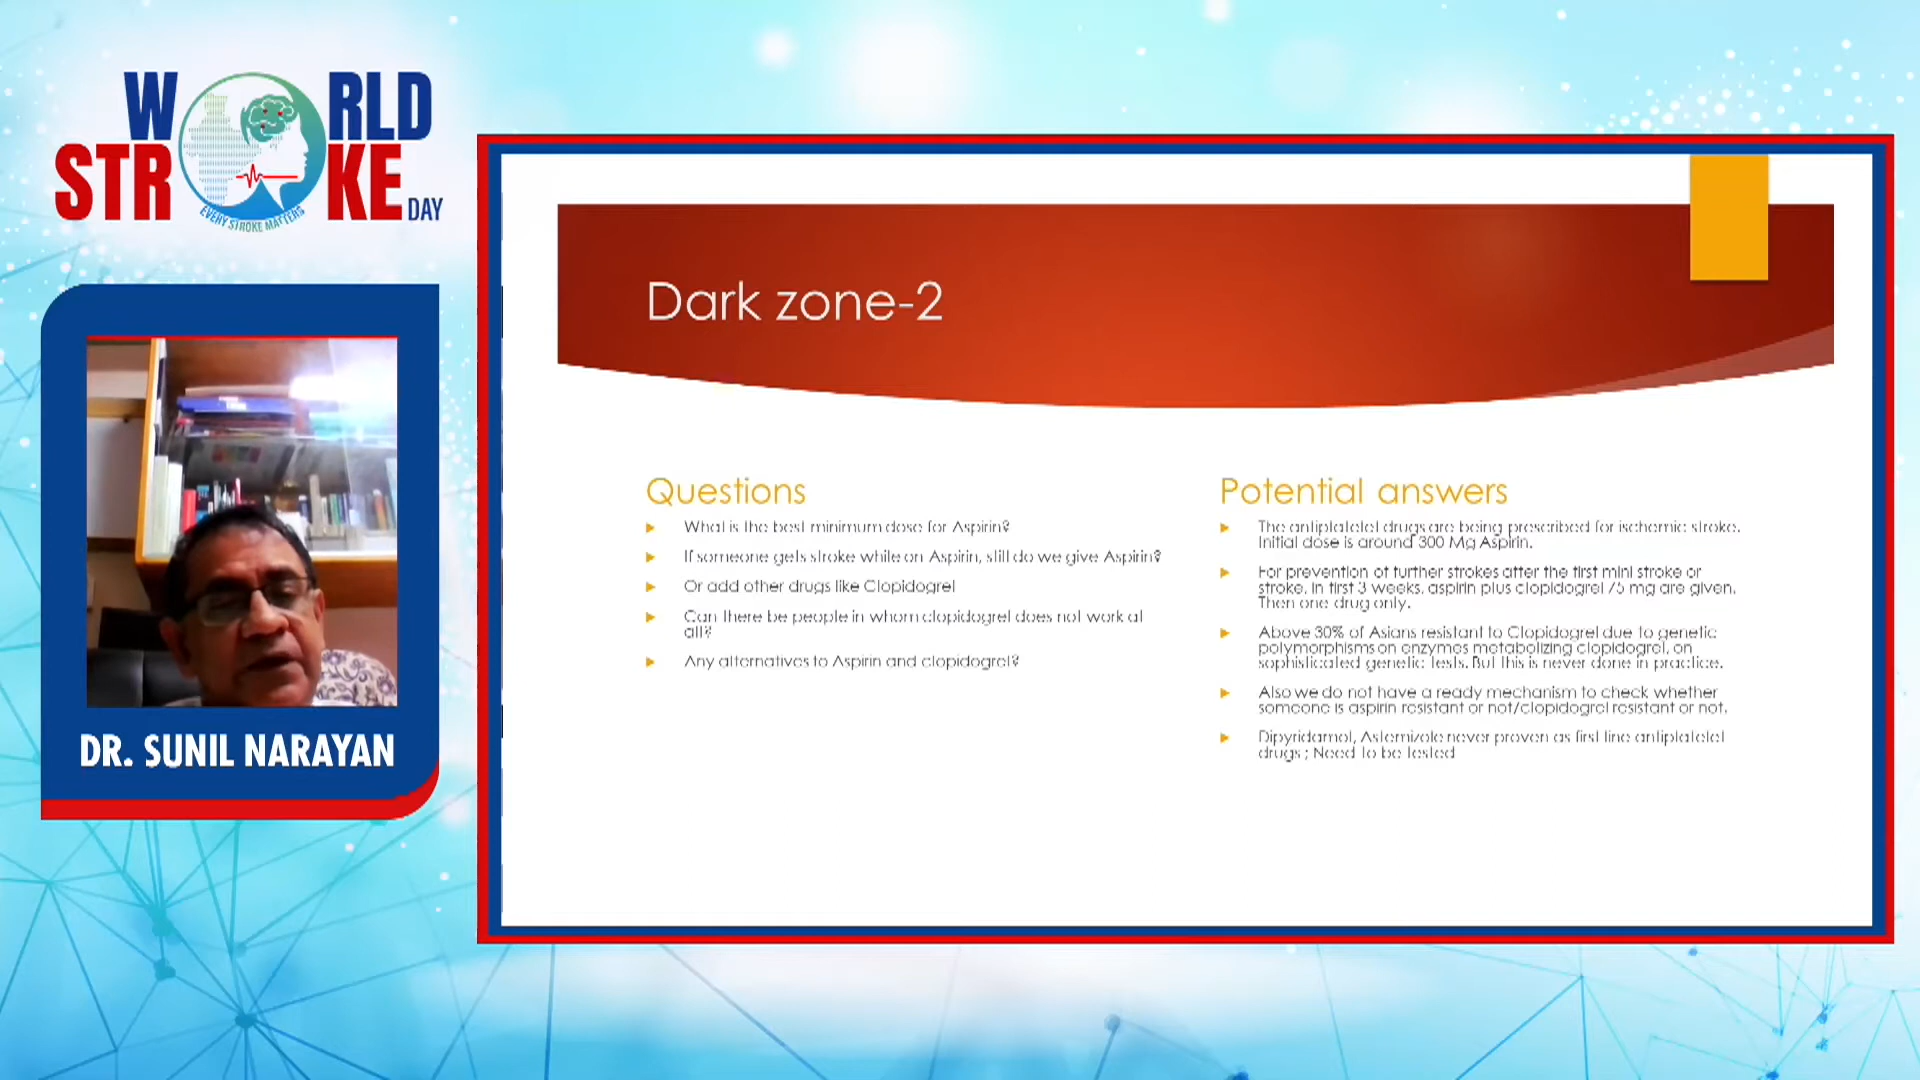 WORLD
STROKE DAY
EVERY STROKE MATTERS
DR. SUNIL NARAYAN
Dark zone-2
Questions
What is the best minimum dose for Aspirin?
If someone gets stroke while on Aspirin, still do we give Aspirin?
Or add other drugs like Clopidogrel
Can there be people in whom clopidogrel does not work at
all?
Any alternatives to Aspirin and clopidogrel?
Potential answers
The antiplatelet drugs are being prescribed for ischemic stroke.
Initial dose is around 300 Mg Aspirin.
For prevention of further strokes after the first mini stroke or
stroke, in first 3 weeks, aspirin plus clopidogrel 75 mg are given.
Then one drug only.
Above 30% of Asians resistant to Clopidogrel due to genetic
polymorphisms on enzymes metabolizing clopidogrel, on
sophisticated genetic tests. But this is never done in practice.
Also we do not have a ready mechanism to check whether
someone is aspirin resistant or not/clopidogrel resistant or not.
Dipyridamol, Astemizole never proven as first line antiplatelet
drugs ; Need to be tested